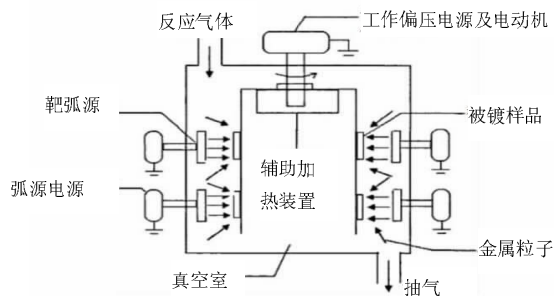 反应气体
工作偏压电源及电动机
靶弧源
被镀样品
辅助加
热装置
弧源电源
金属粒子
真空室
抽气